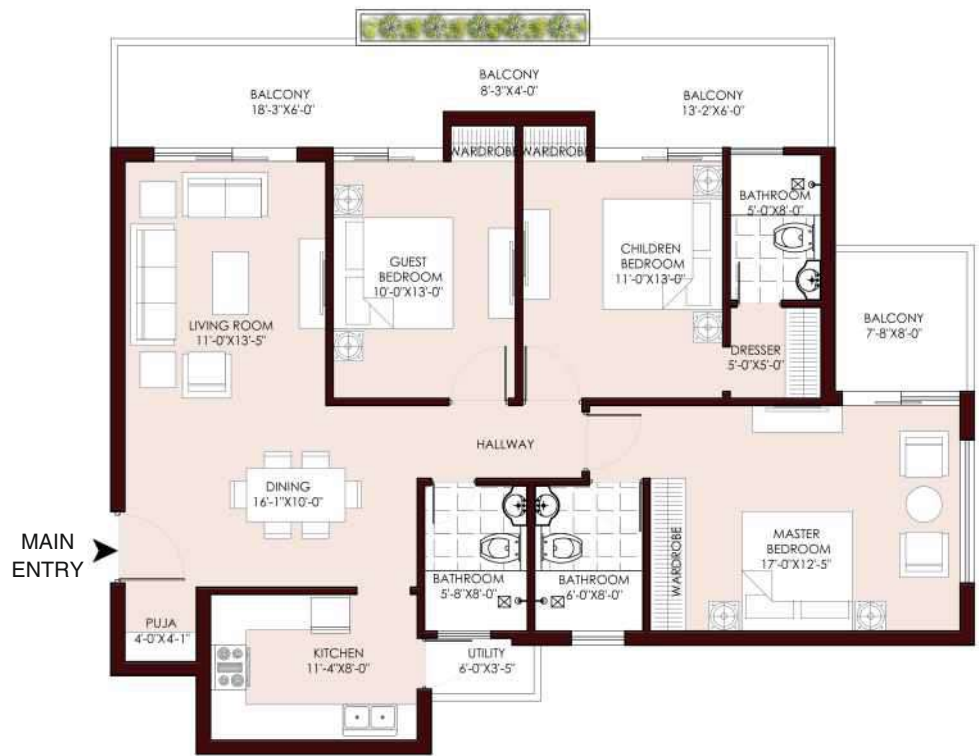 BALCONY
8'-3"X4'-0"
BALCONY
18'-3"X6'-0"
BALCONY
13'-2"X6'-0"
WARDROBE
WARDROBE
BATHROOM
5'-0"X8'-0"
GUEST
BEDROOM
10'-0"X13'-0"
CHILDREN
BEDROOM
11'-0"X13'-0"
LIVING ROOM
11'-0"X13'-5"
BALCONY
7'-8"X8'-0"
DRESSER
5'-0"X5'-0"
HALLWAY
DINING
16'-1"X10'-0"
MAIN
ENTRY
WARDROBE
MASTER
BEDROOM
17'-0"X12'-5"
BATHROOM
5'-8"X8'-0"
BATHROOM
6'-0"X8'-0"
PUJA
4'-0"X4'-1"
KITCHEN
11'-4"X8'-0"
UTILITY
6'-0"X3'-5"